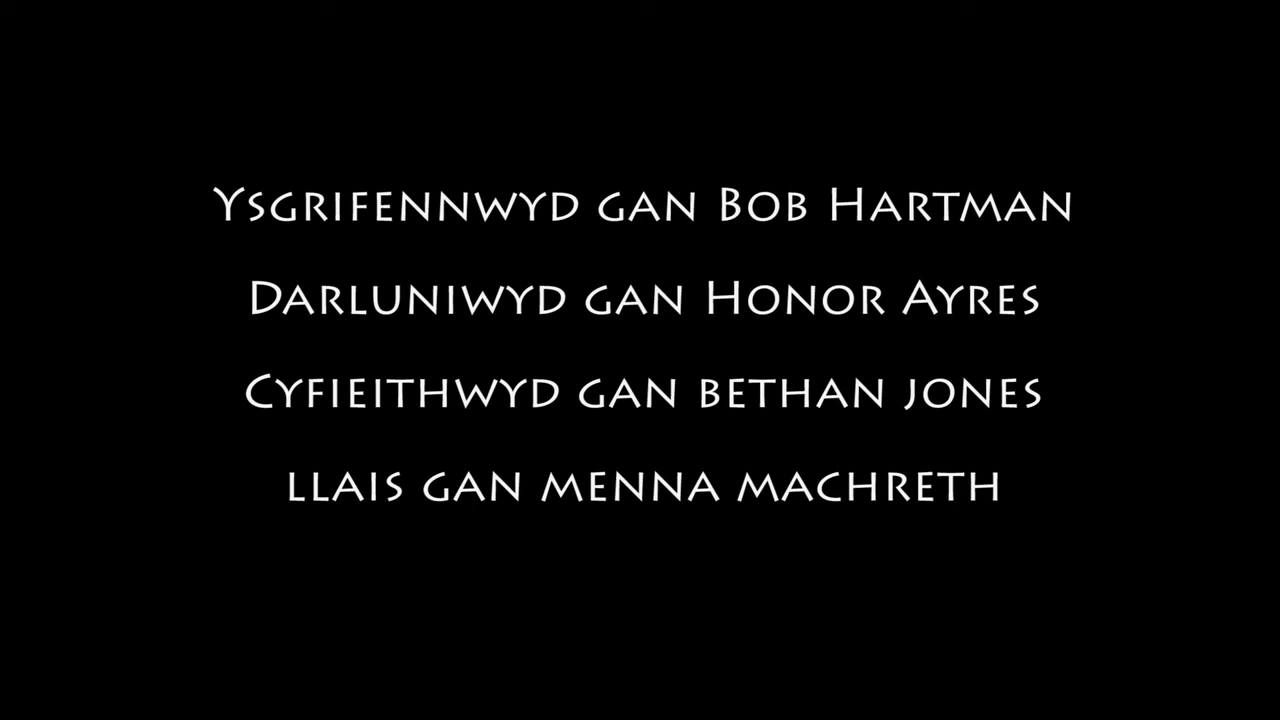 Ysgrifennwyd gan Bob Hartman
Darluniwyd gan Honor Ayres
Cyfieithwyd gan bethan jones
llais gan menna machreth